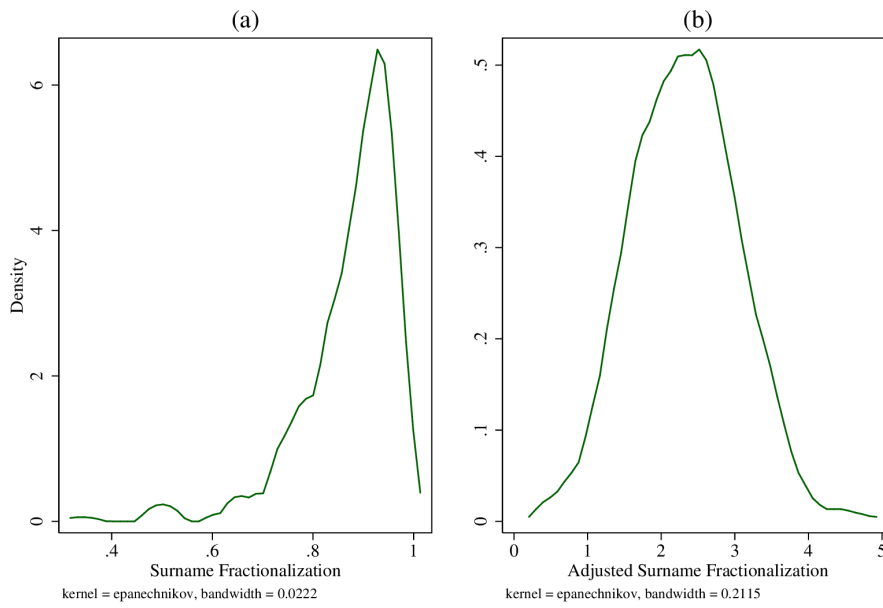 (a)
Density
0
2
4
6
.4
.6
.8
1
Surname Fractionalization
kernel = epanechnikov, bandwidth = 0.0222
(b)
0
.1
.2
.3
.4
.5
0
1
2
3
4
5
Adjusted Surname Fractionalization
kernel = epanechnikov, bandwidth = 0.2115